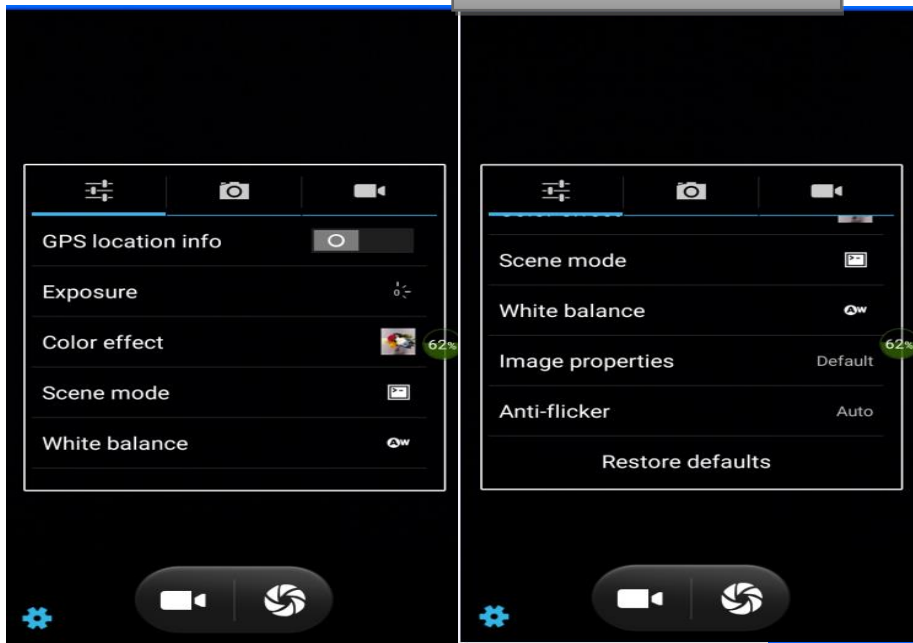 GPS location info
Exposure
Color effect
62%
Scene mode
White balance
Scene mode
White balance
62%
Image properties Default
Anti-flicker Auto
Restore defaults